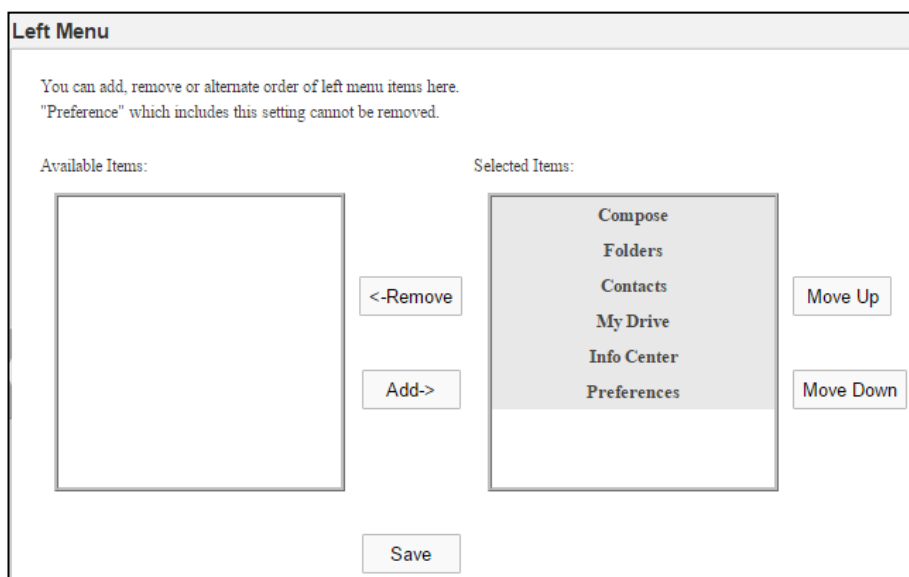 Left Menu
You can add, remove or alternate order of left menu items here.
"Preference" which includes this setting cannot be removed.
Available Items:
Selected Items:
Compose
Folders
Contacts
My Drive
Info Center
Preferences
<-Remove
Add->
Move Up
Move Down
Save